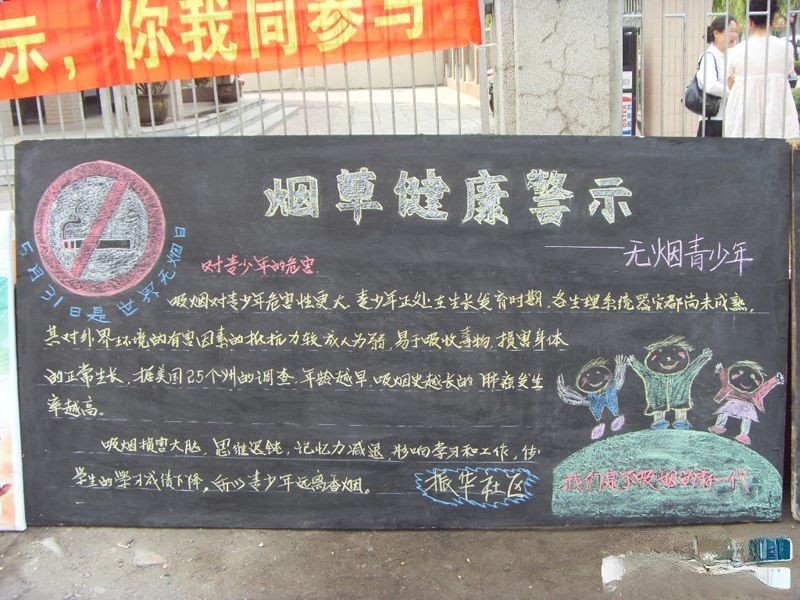 示，你我同参与
烟草健康警示
——无烟青少年
5月31日是世界无烟日
对青少年的危害
吸烟对青少年危害性更大，青少年正处在生长发育时期，各生理系统器官都尚未成熟，
其对外界环境的有害因素的抵抗力较成人为弱，易于吸收毒物，损害身体
的正常生长，据美国25个州的调查，年龄越早，吸烟史越长的肺癌发生
率越高。
吸烟损害大脑，思维迟钝，记忆力减退，影响学习和工作，使
学生的学习成绩下降。所以青少年远离香烟。
振华社区
我们是不吸烟的新一代